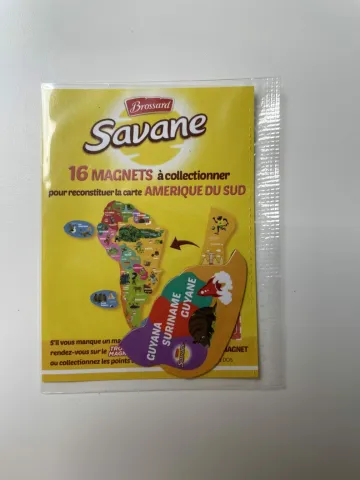 Brossard
Savane
16 MAGNETS à collectionner
pour reconstituer la carte AMERIQUE DU SUD
GUYANA
SURINAME
GUYANE
S'il vous manque un
rendez-vous sur le
MAGNET
ou collectionnez les points